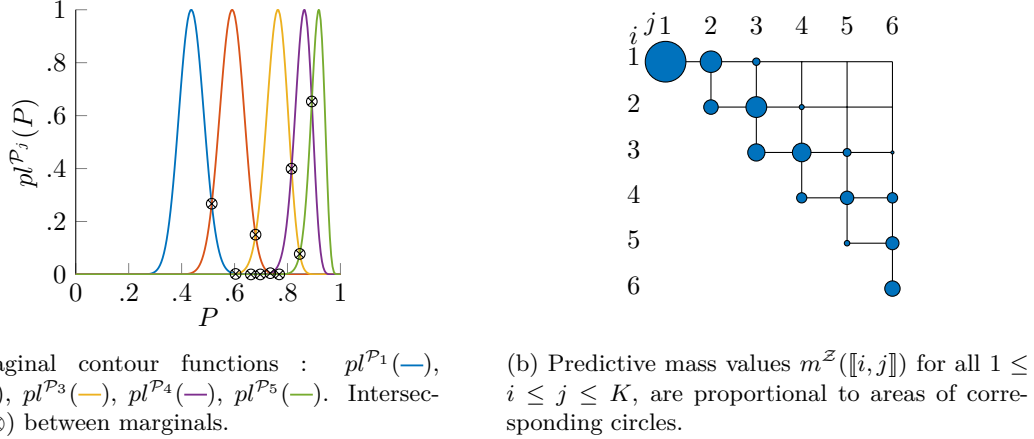 1
.8
.6
.4
.2
0
pl^{𝒫_j}(P)
0 .2 .4 .6 .8 1
P
j 1 2 3 4 5 6
i
1
2
3
4
5
6
contour functions : pl^{𝒫_1}(—),
pl^{𝒫_3}(—), pl^{𝒫_4}(—), pl^{𝒫_5}(—). Intersec-
between marginals.
(b) Predictive mass values m^𝒵(⟦i, j⟧) for all 1 ≤
i ≤ j ≤ K, are proportional to areas of corre-
sponding circles.